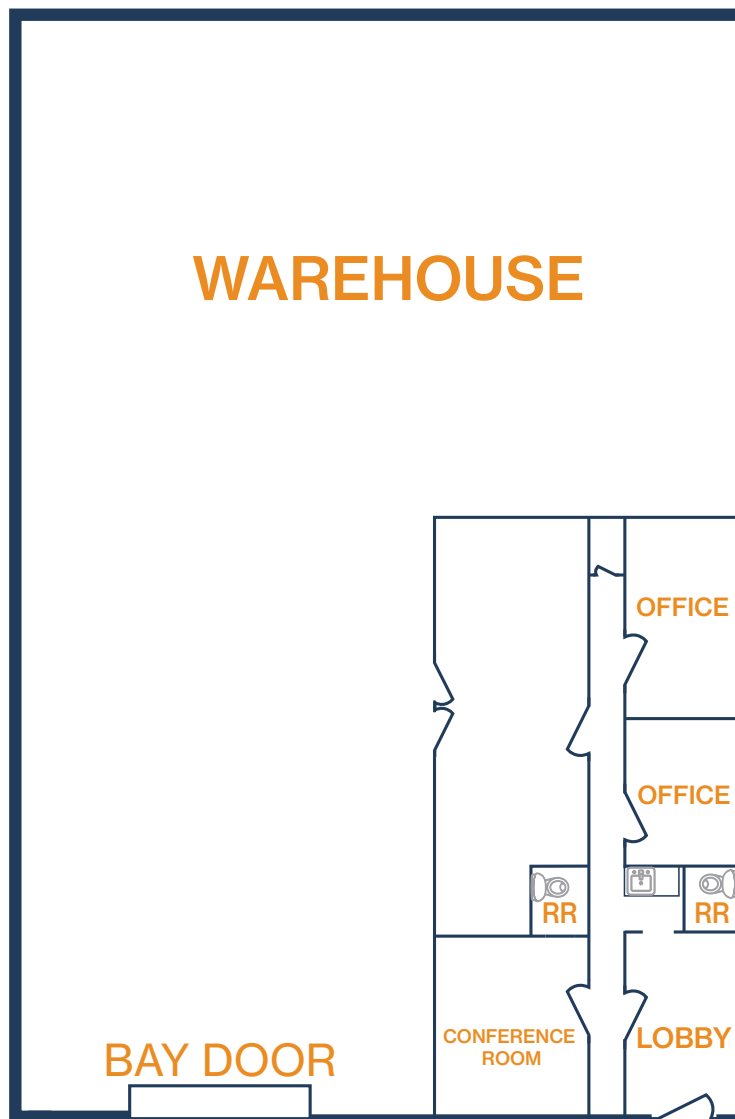 WAREHOUSE
OFFICE
OFFICE
RR
RR
CONFERENCE
ROOM
LOBBY
BAY DOOR